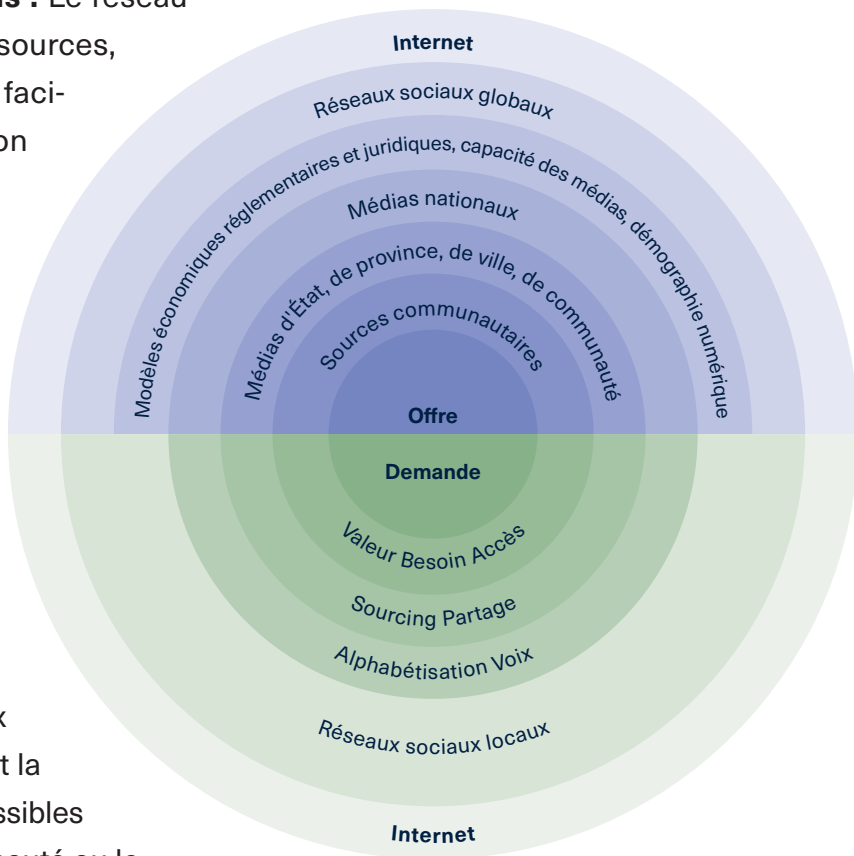 s : Le réseau
sources,
faci-
on
Internet
Réseaux sociaux globaux
Modèles économiques réglementaires et juridiques, capacité des médias, démographie numérique
Médias nationaux
Médias d'État, de province, de ville, de communauté
Sources communautaires
Offre
Demande
Valeur Besoin Accès
Sourcing Partage
Alphabétisation Voix
Réseaux sociaux locaux
Internet
x
t la
ssibles